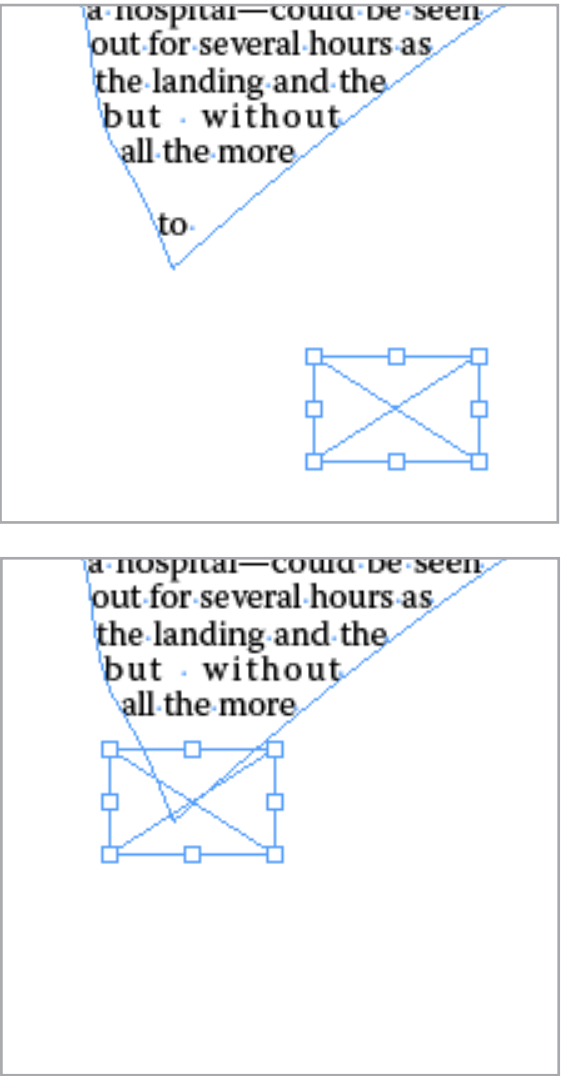 a hospital—could be seen
out for several hours as
the landing and the
but without
all the more
to
a hospital—could be seen
out for several hours as
the landing and the
but without
all the more